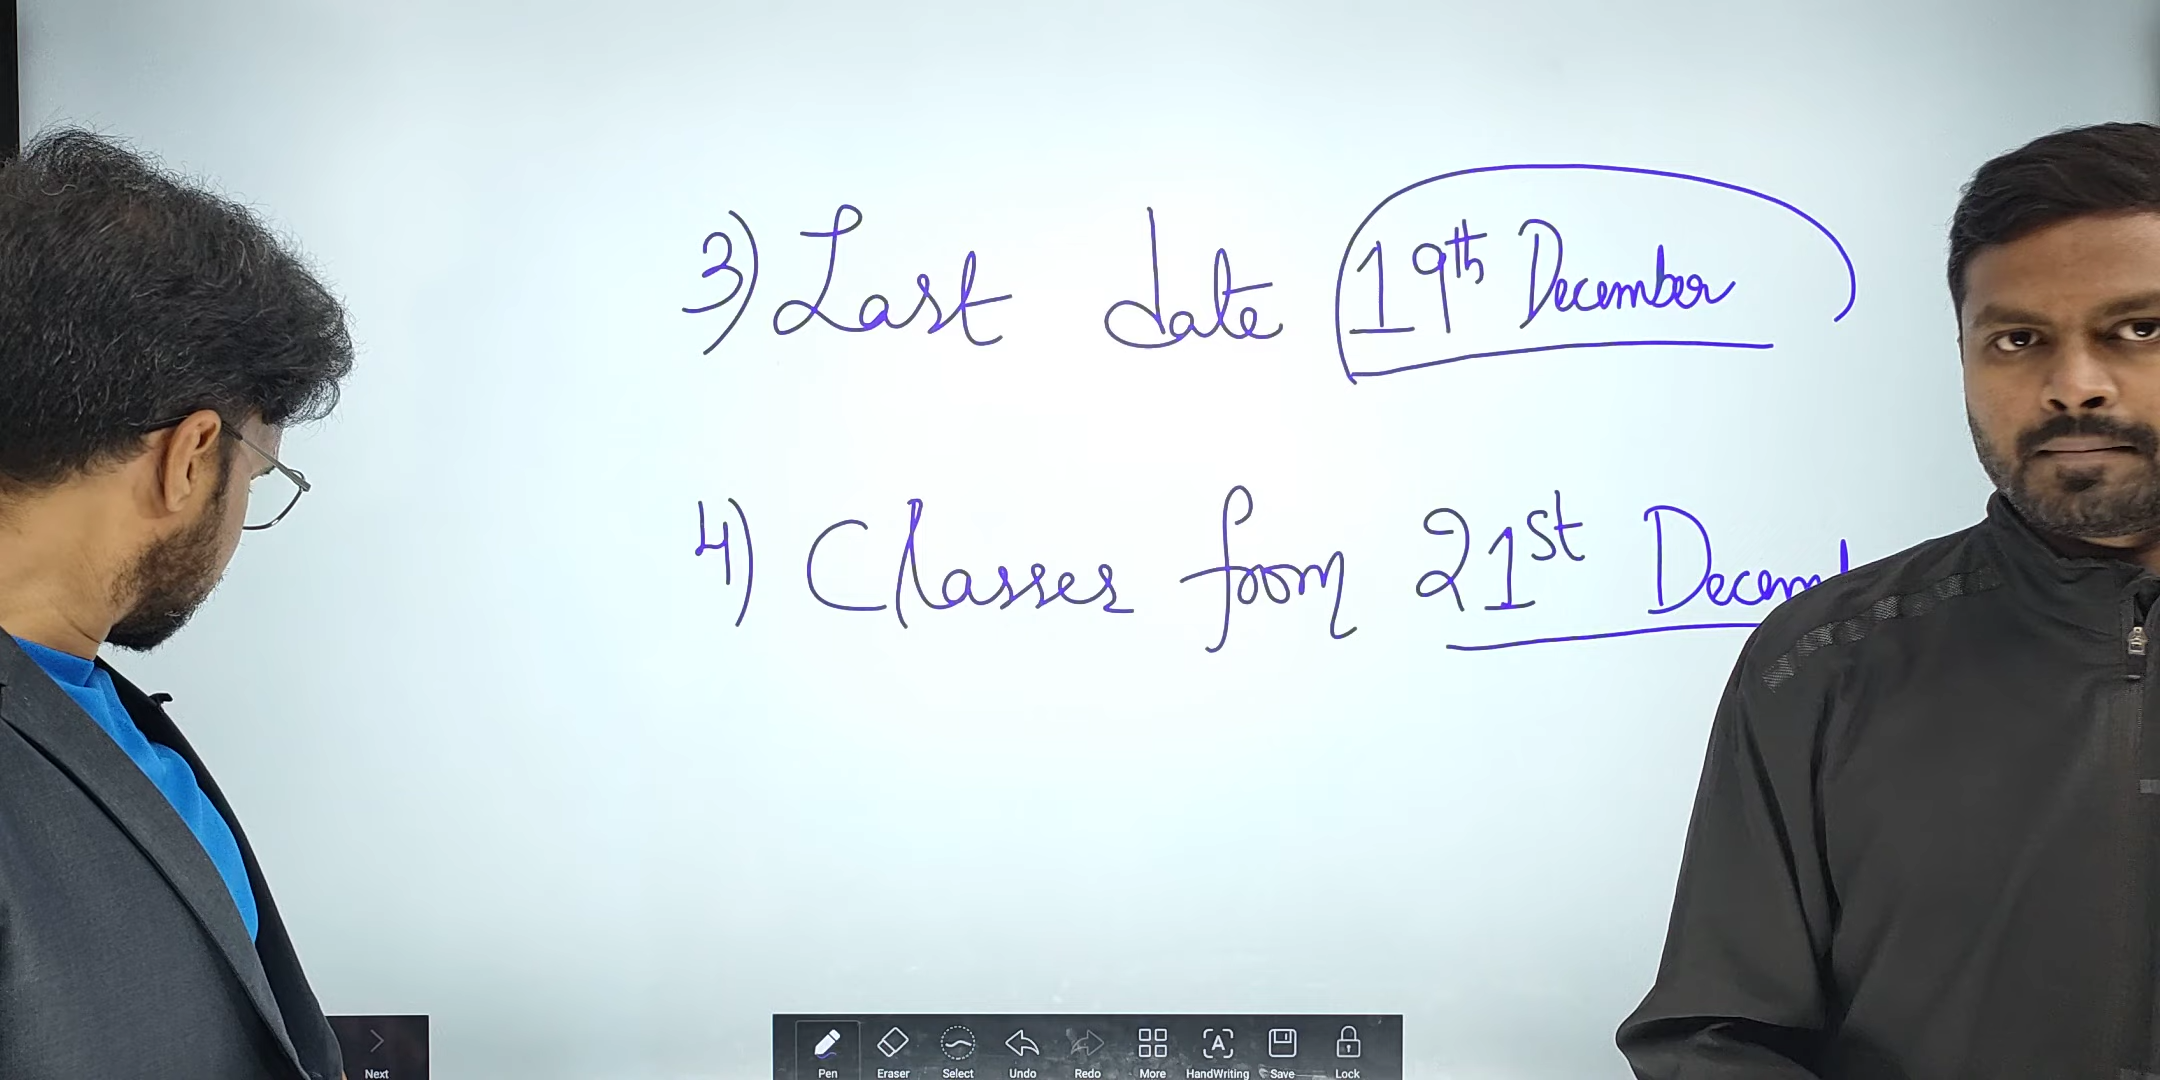 3) Last date 19th December
4) Classes from 21st Decem
Next
Pen Eraser Select Undo Redo More HandWriting Save Lock